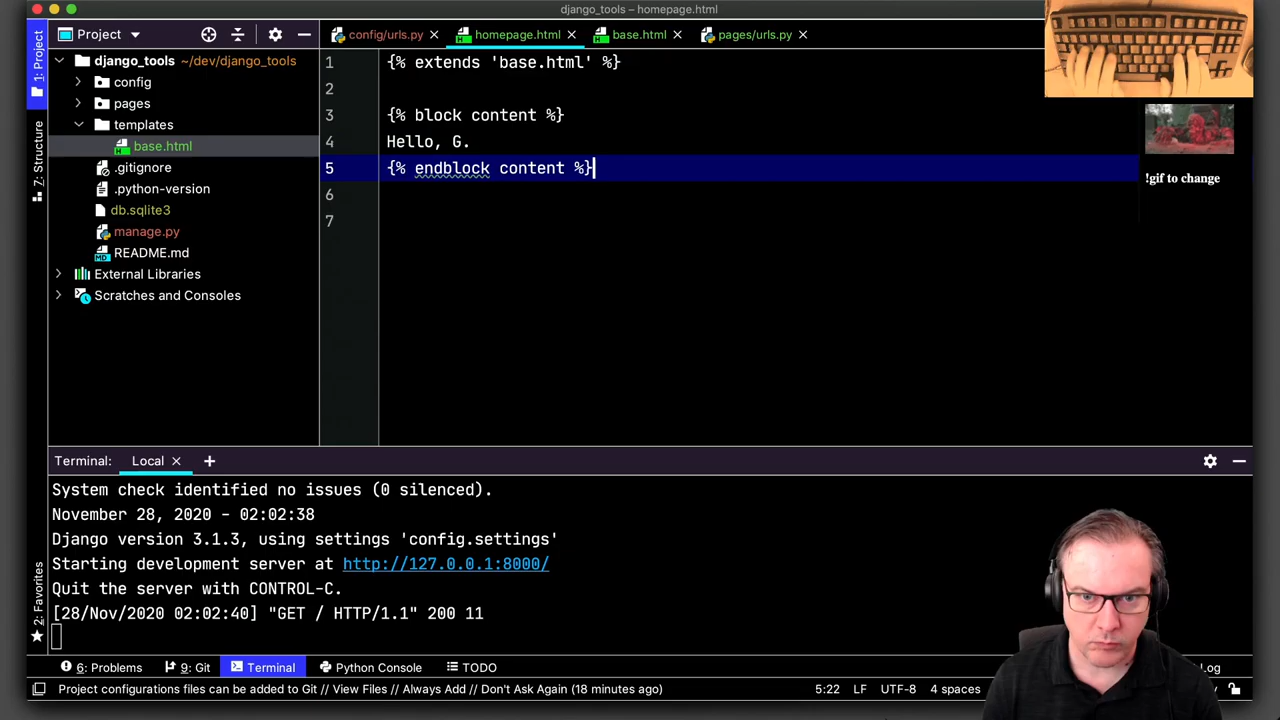 django_tools – homepage.html
Project
config/urls.py
homepage.html
base.html
pages/urls.py
1: Project
7: Structure
2: Favorites
django_tools ~/dev/django_tools
config
pages
templates
base.html
.gitignore
.python-version
db.sqlite3
manage.py
README.md
External Libraries
Scratches and Consoles
1 {% extends 'base.html' %}
2
3 {% block content %}
4 Hello, G.
5 {% endblock content %}
6
7
!gif to change
Terminal: Local
System check identified no issues (0 silenced).
November 28, 2020 - 02:02:38
Django version 3.1.3, using settings 'config.settings'
Starting development server at http://127.0.0.1:8000/
Quit the server with CONTROL-C.
[28/Nov/2020 02:02:40] "GET / HTTP/1.1" 200 11
6: Problems
9: Git
Terminal
Python Console
TODO
Log
Project configurations files can be added to Git // View Files // Always Add // Don't Ask Again (18 minutes ago)
5:22
LF
UTF-8
4 spaces